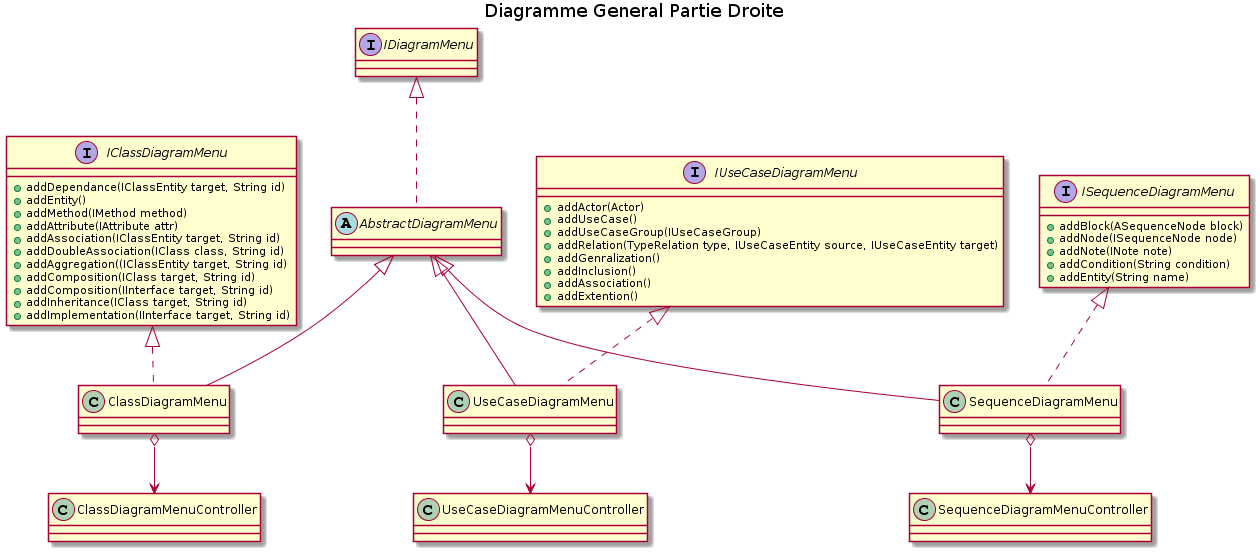 Diagramme General Partie Droite
I IDiagramMenu
I IClassDiagramMenu
addDependance(IClassEntity target, String id)
addEntity()
addMethod(IMethod method)
addAttribute(IAttribute attr)
addAssociation(IClassEntity target, String id)
addDoubleAssociation(IClass class, String id)
addAggregation((IClassEntity target, String id)
addComposition(IClass target, String id)
addComposition(IInterface target, String id)
addInheritance(IClass target, String id)
addImplementation(IInterface target, String id)
A AbstractDiagramMenu
I IUseCaseDiagramMenu
addActor(Actor)
addUseCase()
addUseCaseGroup(IUseCaseGroup)
addRelation(TypeRelation type, IUseCaseEntity source, IUseCaseEntity target)
addGenralization()
addInclusion()
addAssociation()
addExtention()
I ISequenceDiagramMenu
addBlock(ASequenceNode block)
addNode(ISequenceNode node)
addNote(INote note)
addCondition(String condition)
addEntity(String name)
C ClassDiagramMenu
C UseCaseDiagramMenu
C SequenceDiagramMenu
C ClassDiagramMenuController
C UseCaseDiagramMenuController
C SequenceDiagramMenuController